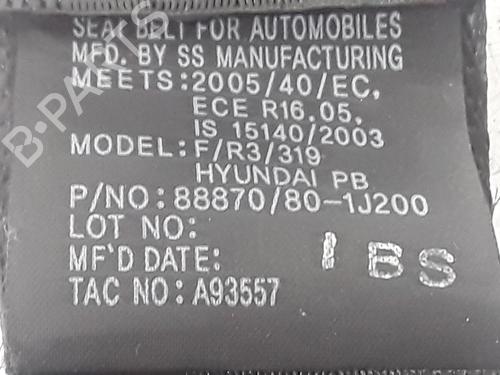 SEAT BELT FOR AUTOMOBILES
MFD. BY SS MANUFACTURING
MEETS:2005/40/EC,
ECE R16.05,
IS 15140/2003
MODEL:F/R3/319
HYUNDAI PB
P/NO:88870/80-1J200
LOT NO:
MF'D DATE:
I B S
TAC NO:A93557
B-PARTS